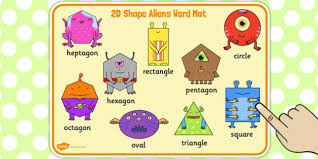 2D Shape Aliens Word Mat
heptagon
rectangle
circle
hexagon
pentagon
octagon
oval
triangle
square